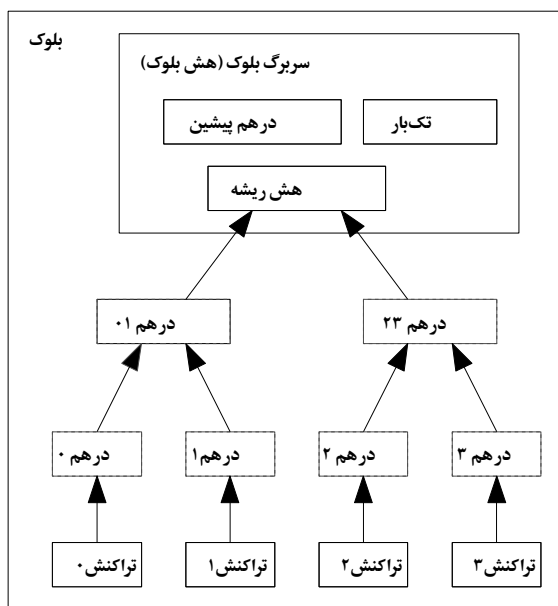 بلوک
سربرگ بلوک (هش بلوک)
درهم پیشین
تک‌بار
هش ریشه
درهم ۰۱
درهم ۲۳
درهم ۰
درهم۱
درهم ۲
درهم ۳
تراکنش۰
تراکنش۱
تراکنش۲
تراکنش۳